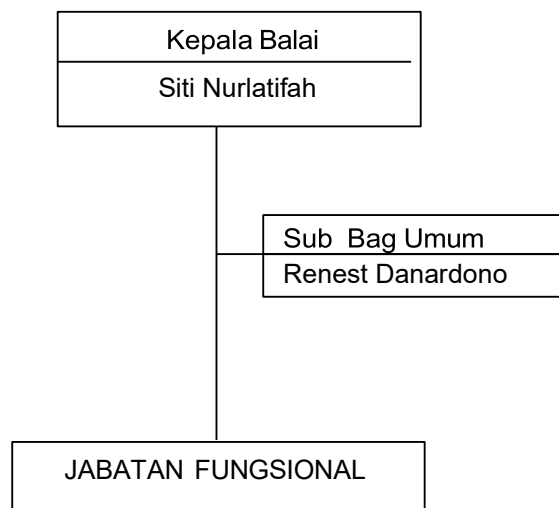 Kepala Balai
Siti Nurlatifah
Sub Bag Umum
Renest Danardono
JABATAN FUNGSIONAL